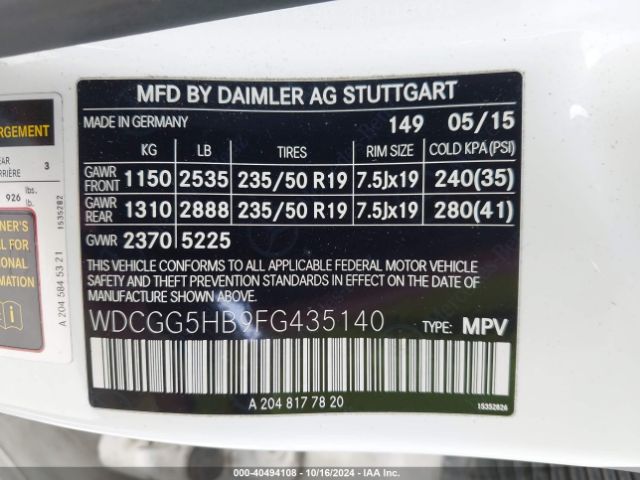 MFD BY DAIMLER AG STUTTGART
MADE IN GERMANY 149 05/15
KG LB TIRES RIM SIZE COLD KPA (PSI)
GAWR FRONT 1150 2535 235/50 R19 7.5Jx19 240(35)
GAWR REAR 1310 2888 235/50 R19 7.5Jx19 280(41)
GWR 2370 5225
THIS VEHICLE CONFORMS TO ALL APPLICABLE FEDERAL MOTOR VEHICLE
SAFETY AND THEFT PREVENTION STANDARDS IN EFFECT ON THE DATE OF
MANUFACTURE SHOWN ABOVE.
WDCGG5HB9FG435140 TYPE: MPV
A 204 817 78 20
15352826
RGEMENT
3
926 lbs.
1535282
A 204 584 53 21
000-40494108 - 10/16/2024 - IAA Inc.